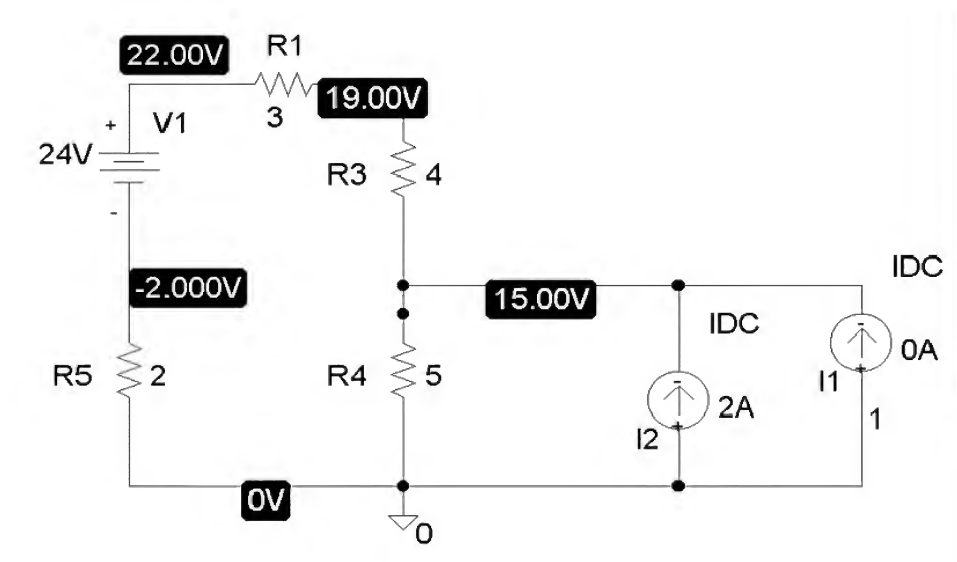 22.00V
R1
19.00V
3
+
V1
24V
-
R3
4
-2.000V
15.00V
IDC
IDC
-
0A
I1
+
R5
2
R4
5
-
2A
I2
+
1
0V
0